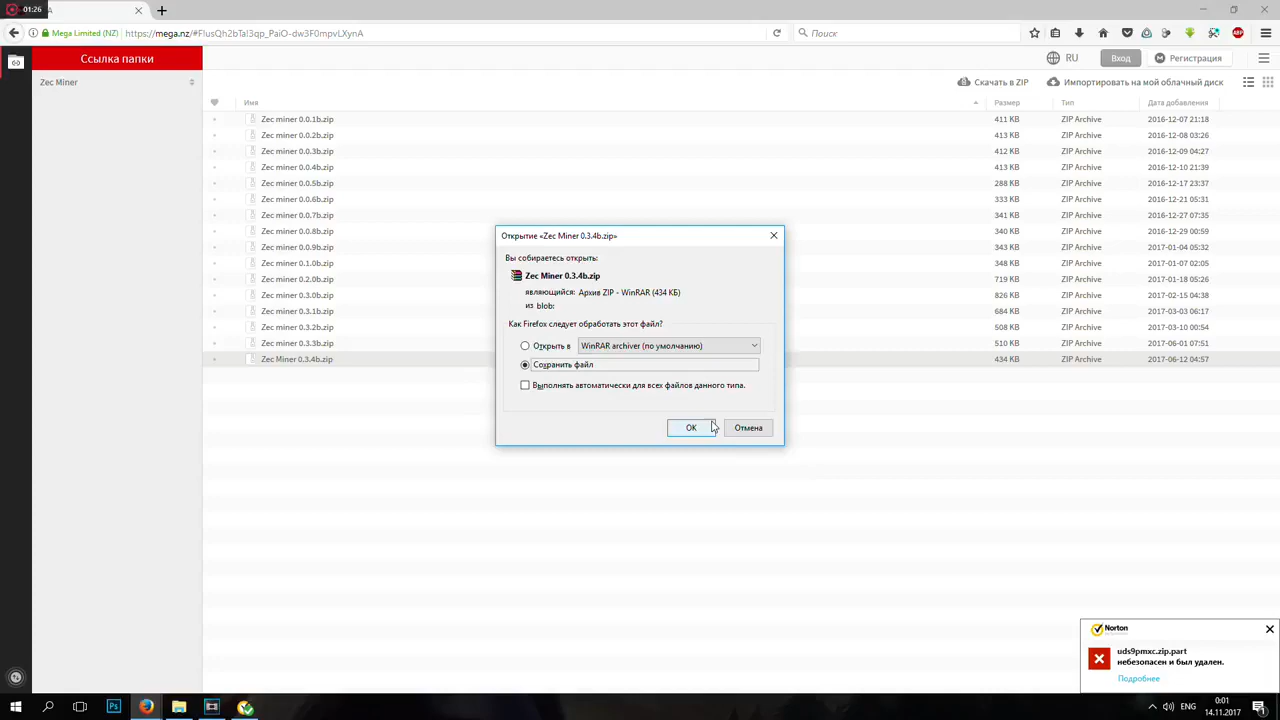 01:26
A
Mega Limited (NZ)
https://mega.nz/#FlusQh2bTal3qp_PaiO-dw3F0mpvLXynA
Поиск
ABP
Ссылка папки
RU
Вход
Регистрация
Zec Miner
Скачать в ZIP
Импортировать на мой облачный диск
Имя Размер Тип Дата добавления
Zec miner 0.0.1b.zip 411 KB ZIP Archive 2016-12-07 21:18
Zec miner 0.0.2b.zip 413 KB ZIP Archive 2016-12-08 03:26
Zec miner 0.0.3b.zip 412 KB ZIP Archive 2016-12-09 04:27
Zec miner 0.0.4b.zip 413 KB ZIP Archive 2016-12-10 21:39
Zec miner 0.0.5b.zip 288 KB ZIP Archive 2016-12-17 23:37
Zec miner 0.0.6b.zip 333 KB ZIP Archive 2016-12-21 05:31
Zec miner 0.0.7b.zip 341 KB ZIP Archive 2016-12-27 07:35
Zec miner 0.0.8b.zip 340 KB ZIP Archive 2016-12-29 00:59
Zec miner 0.0.9b.zip 343 KB ZIP Archive 2017-01-04 05:32
Zec miner 0.1.0b.zip 348 KB ZIP Archive 2017-01-07 02:05
Zec miner 0.2.0b.zip 719 KB ZIP Archive 2017-01-18 05:26
Zec miner 0.3.0b.zip 826 KB ZIP Archive 2017-02-15 04:38
Zec miner 0.3.1b.zip 684 KB ZIP Archive 2017-03-03 06:17
Zec miner 0.3.2b.zip 508 KB ZIP Archive 2017-03-10 00:54
Zec miner 0.3.3b.zip 510 KB ZIP Archive 2017-06-01 07:51
Zec Miner 0.3.4b.zip 434 KB ZIP Archive 2017-06-12 04:57
Открытие «Zec Miner 0.3.4b.zip»
Вы собираетесь открыть:
Zec Miner 0.3.4b.zip
являющийся: Архив ZIP - WinRAR (434 КБ)
из blob:
Как Firefox следует обработать этот файл?
Открыть в WinRAR archiver (по умолчанию)
Сохранить файл
Выполнять автоматически для всех файлов данного типа.
OK
Отмена
Norton
uds9pmxc.zip.part
небезопасен и был удален.
Подробнее
Ps
ENG
0:01
14.11.2017
1